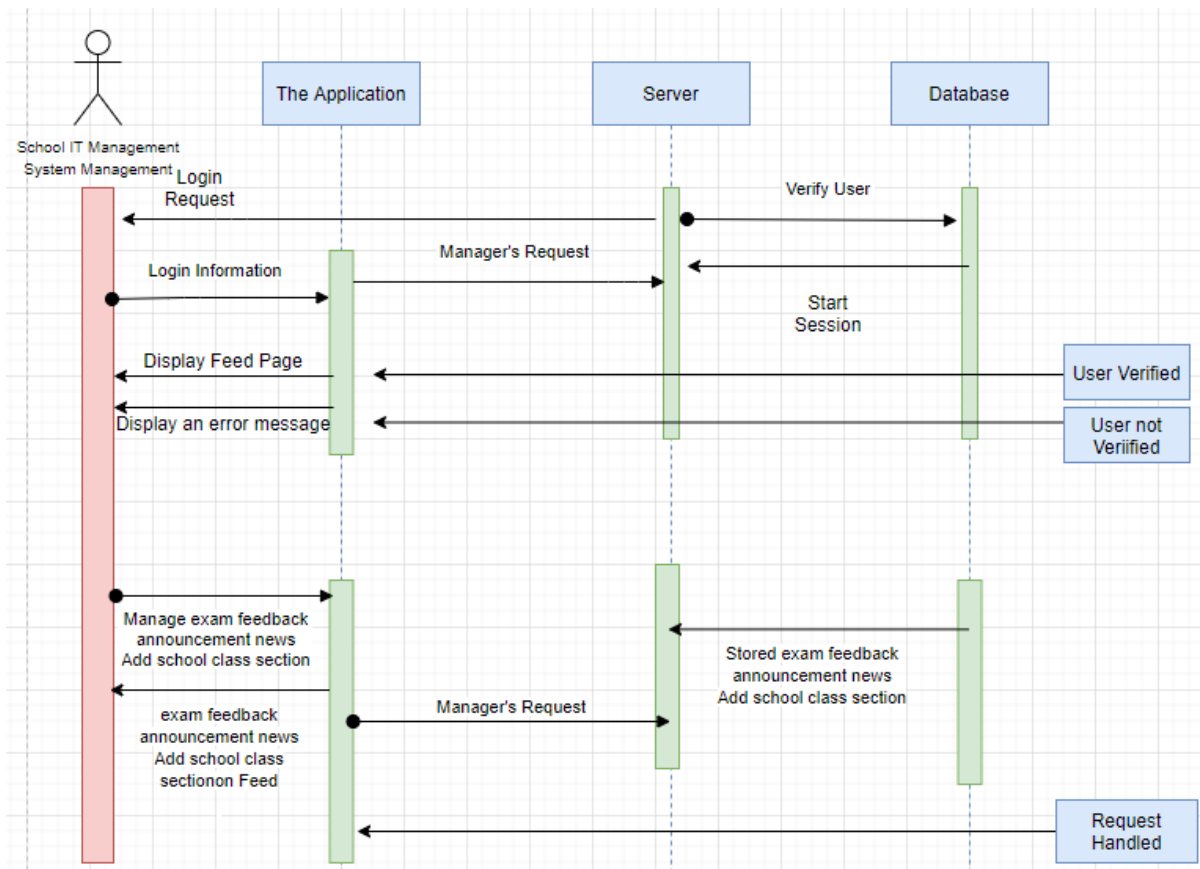 The Application
Server
Database
School IT Management
System Management
Login
Request
Verify User
Manager's Request
Login Information
Start
Session
Display Feed Page
User Verified
Display an error message
User not
Veriified
Manage exam feedback
announcement news
Add school class section
Stored exam feedback
announcement news
Add school class section
exam feedback
announcement news
Add school class
sectionon Feed
Manager's Request
Request
Handled